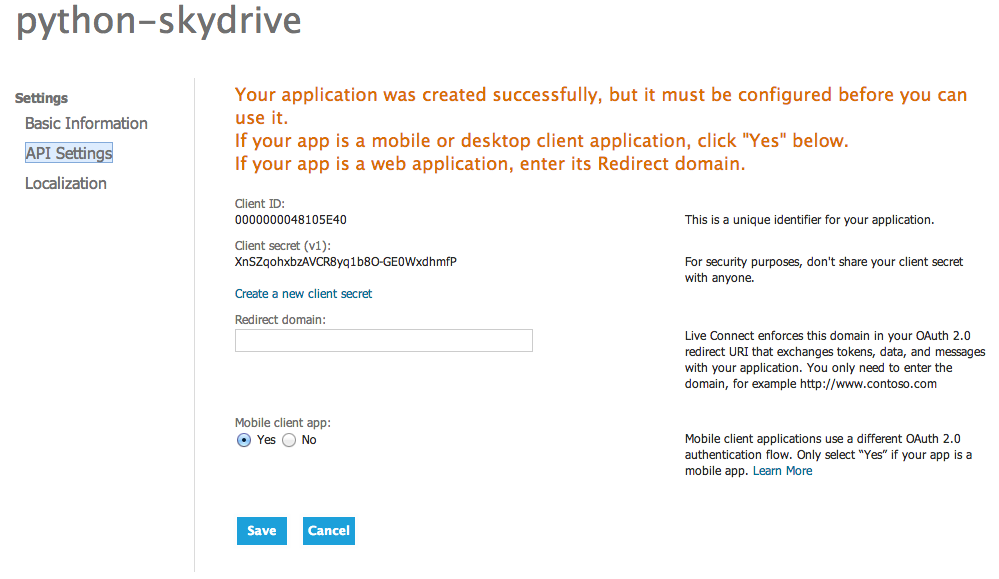 python-skydrive
Settings
Basic Information
API Settings
Localization
Your application was created successfully, but it must be configured before you can
use it.
If your app is a mobile or desktop client application, click "Yes" below.
If your app is a web application, enter its Redirect domain.
Client ID:
0000000048105E40
This is a unique identifier for your application.
Client secret (v1):
XnSZqohxbzAVCR8yq1b8O-GE0WxdhmfP
For security purposes, don't share your client secret
with anyone.
Create a new client secret
Redirect domain:
Live Connect enforces this domain in your OAuth 2.0
redirect URI that exchanges tokens, data, and messages
with your application. You only need to enter the
domain, for example http://www.contoso.com
Mobile client app:
Yes No
Mobile client applications use a different OAuth 2.0
authentication flow. Only select “Yes” if your app is a
mobile app. Learn More
Save Cancel